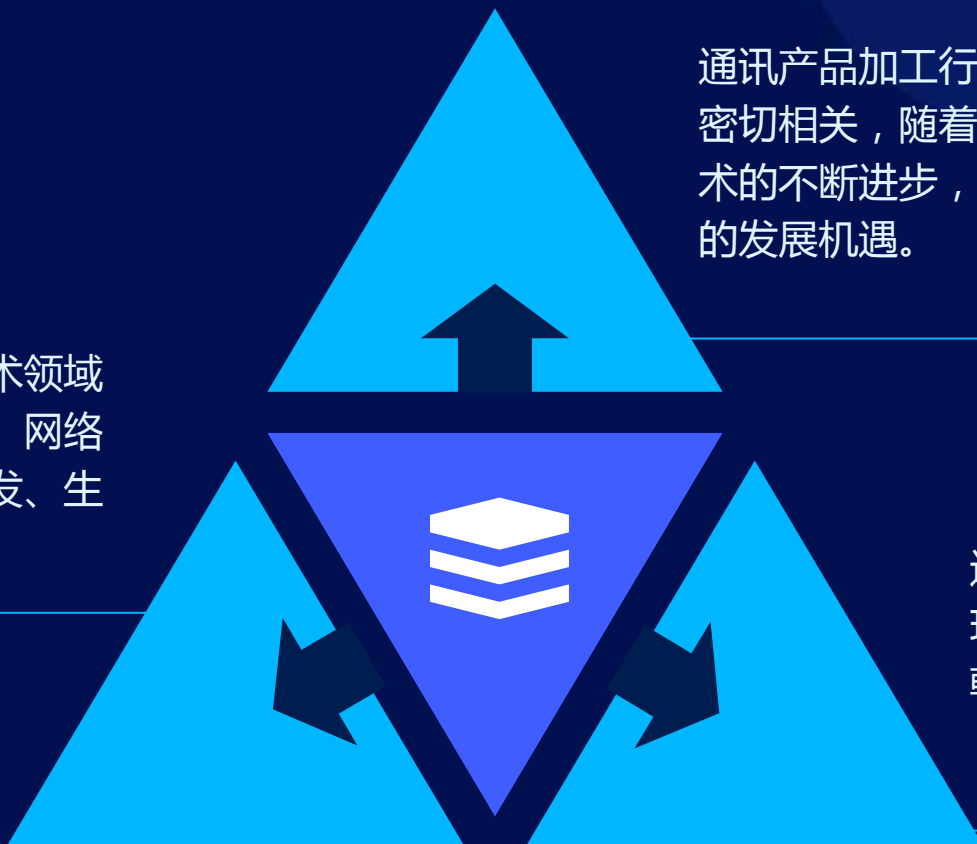 通讯产品加工行
密切相关，随着
术的不断进步，
的发展机遇。
术领域
、网络
发、生